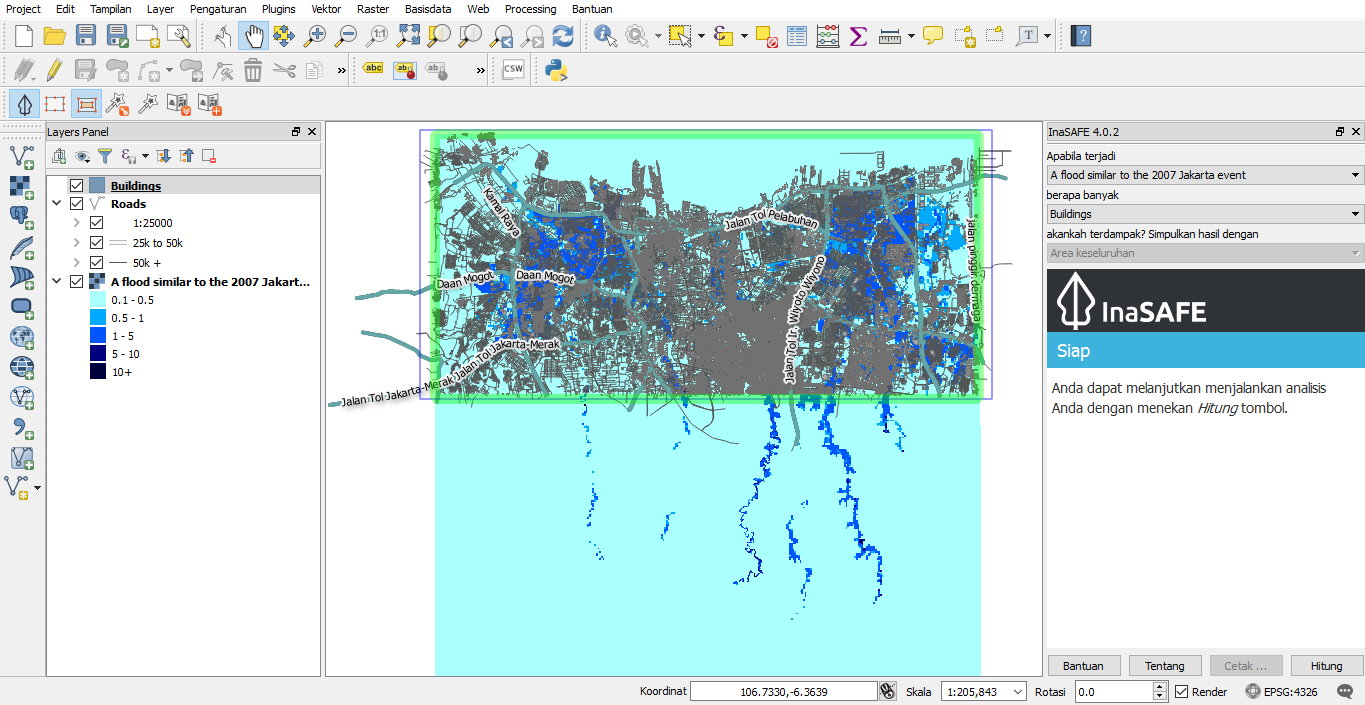 Project Edit Tampilan Layer Pengaturan Plugins Vektor Raster Basisdata Web Processing Bantuan
abc
ab
ab
CSW
Layers Panel
Buildings
Roads
1:25000
25k to 50k
50k +
A flood similar to the 2007 Jakart...
0.1 - 0.5
0.5 - 1
1 - 5
5 - 10
10+
Kamal Raya
Jalan Tol Pelabuhan
Daan Mogot
Daan Mogot
Jalan Tol Ir. Wiyoto Wiyono
Jalan pinggir dermaga
Jalan Tol Jakarta-Merak
Jalan Tol Jakarta-Merak
InaSAFE 4.0.2
Apabila terjadi
A flood similar to the 2007 Jakarta event
berapa banyak
Buildings
akankah terdampak? Simpulkan hasil dengan
Area keseluruhan
InaSAFE
Siap
Anda dapat melanjutkan menjalankan analisis
Anda dengan menekan Hitung tombol.
Bantuan Tentang Cetak ... Hitung
Koordinat 106.7330,-6.3639 Skala 1:205,843 Rotasi 0.0 Render EPSG:4326